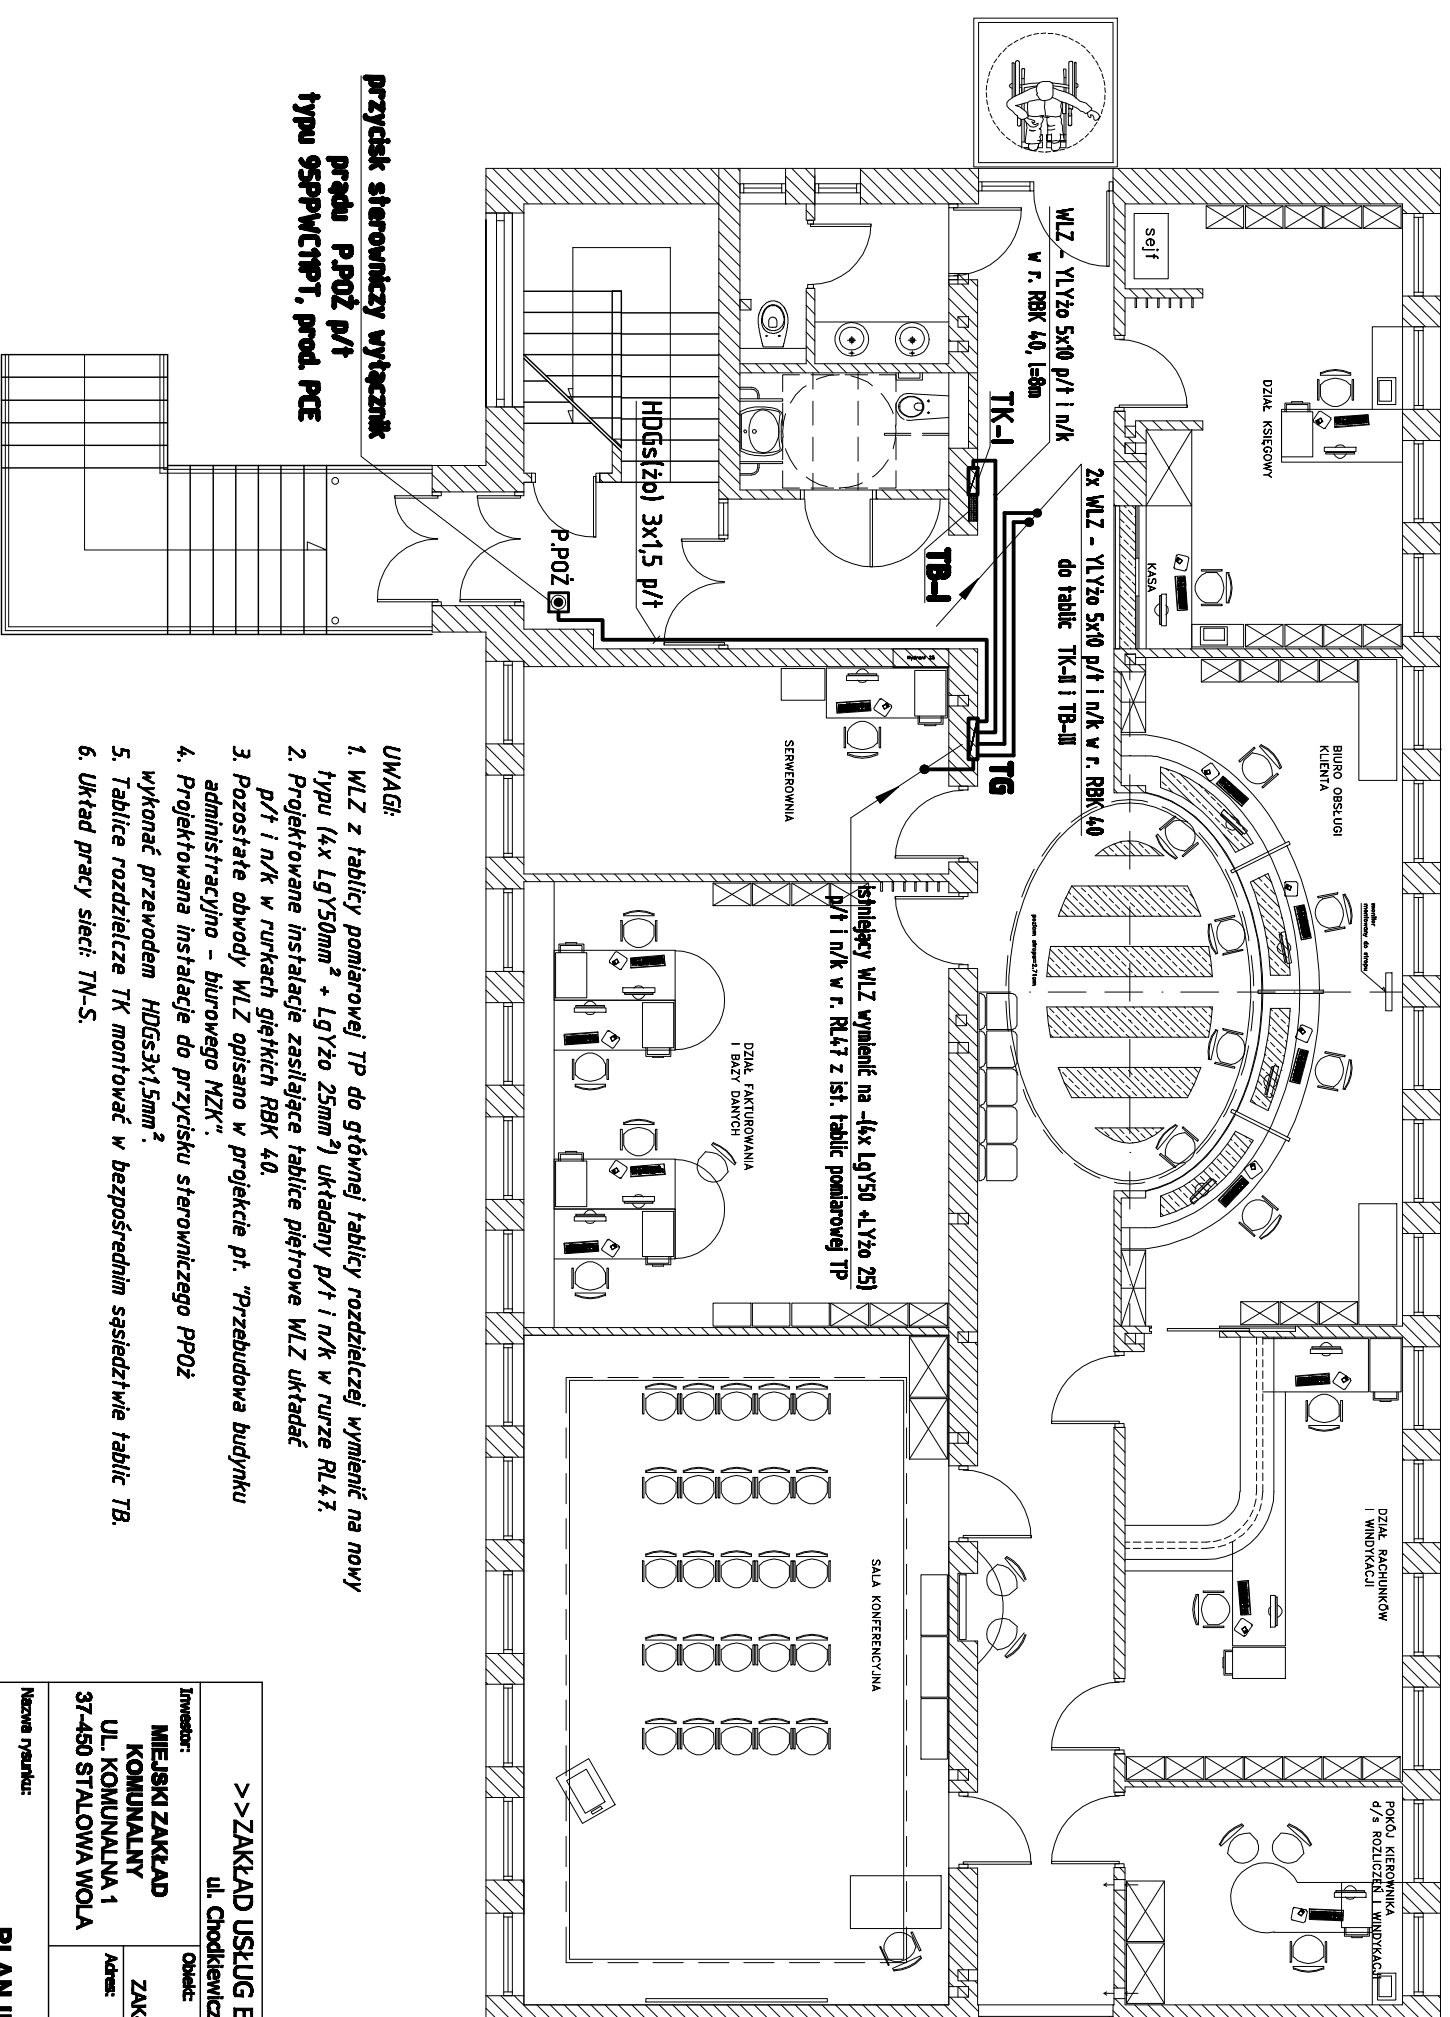 sejf
DZIAŁ KSIĘGOWY
KASA
BIURO OBSŁUGI
KLIENTA
monitor
montowany do stropu
DZIAŁ RACHUNKÓW
I WINDYKACJI
POKÓJ KIEROWNIKA
d/s ROZLICZEŃ I WINDYKACJI
WLZ - YLYżo 5x10 p/t i n/k
w r. RBK 40, l=8m
2x WLZ - YLYżo 5x10 p/t i n/k w r. RBK 40
do tablic TK-II i TB-III
TK-I
TB-I
TG
SERWEROWNIA
istniejący WLZ wymienić na -(4x LgY50 +LYżo 25)
p/t i n/k w r. RL47 z ist. tablic pomiarowej TP
DZIAŁ FAKTUROWANIA
I BAZY DANYCH
SALA KONFERENCYJNA
HDGs(żo) 3x1,5 p/t
P.POŻ
przycisk sterowniczy wyłącznik
prądu P.POŻ p/t
typu 95PPWC11PT, prod. PCE
UWAGI:
1. WLZ z tablicy pomiarowej TP do głównej tablicy rozdzielczej wymienić na nowy
typu (4x LgY50mm² + LgYżo 25mm²) układany p/t i n/k w rurze RL47.
2. Projektowane instalacje zasilające tablice piętrowe WLZ układać
p/t i n/k w rurkach giętkich RBK 40.
3. Pozostałe obwody WLZ opisano w projekcie pt. "Przebudowa budynku
administracyjno - biurowego MZK".
4. Projektowana instalacje do przycisku sterowniczego PPOż
wykonać przewodem HDGs3x1,5mm².
5. Tablice rozdzielcze TK montować w bezpośrednim sąsiedztwie tablic TB.
6. Układ pracy sieci: TN-S.
>>ZAKŁAD USŁUG E
ul. Chodkiewicz
Inwestor:
MIEJSKI ZAKŁAD
KOMUNALNY
UL. KOMUNALNA 1
37-450 STALOWA WOLA
Obiekt:
ZAK
Adres:
Nazwa rysunku: